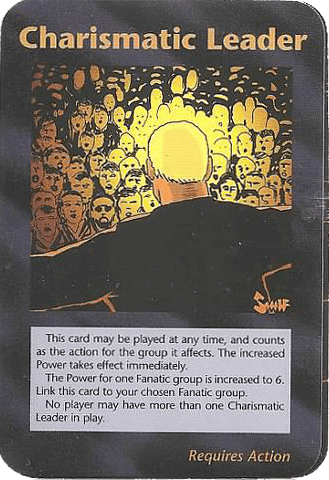 Charismatic Leader
This card may be played at any time, and counts
as the action for the group it affects. The increased
Power takes effect immediately.
The Power for one Fanatic group is increased to 6.
Link this card to your chosen Fanatic group.
No player may have more than one Charismatic
Leader in play.
Requires Action